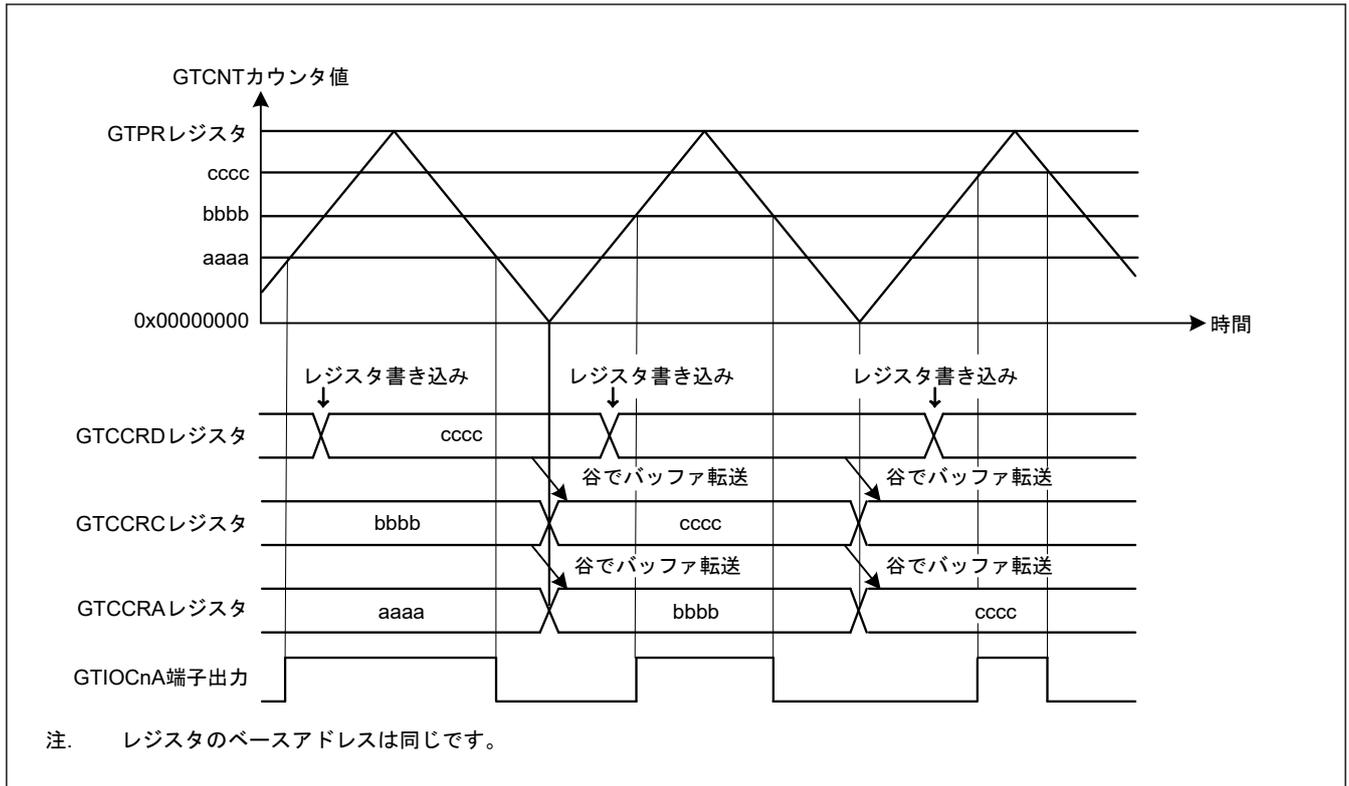 GTCNTカウンタ値
GTPRレジスタ
cccc
bbbb
aaaa
0x00000000
時間
レジスタ書き込み
レジスタ書き込み
レジスタ書き込み
GTCCRDレジスタ
cccc
谷でバッファ転送
谷でバッファ転送
GTCCRCレジスタ
bbbb
cccc
谷でバッファ転送
谷でバッファ転送
GTCCRAレジスタ
aaaa
bbbb
cccc
GTIOCnA端子出力
注. レジスタのベースアドレスは同じです。